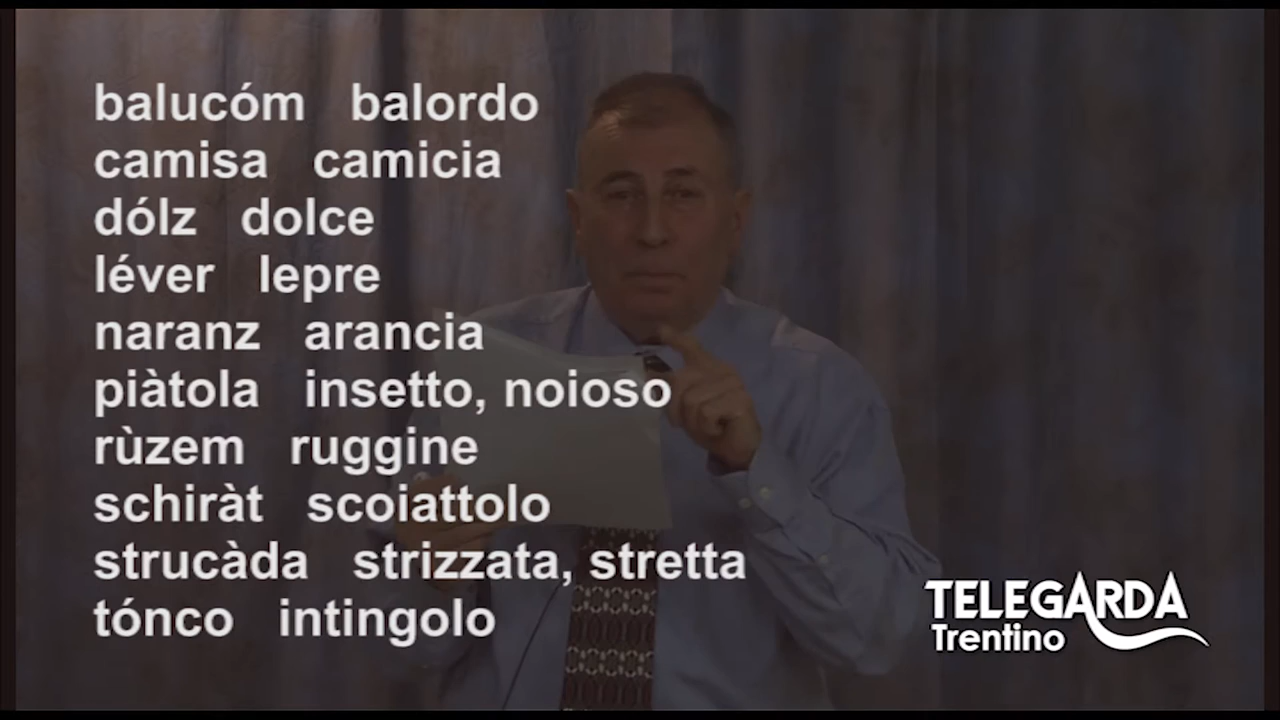 balucóm balordo
camisa camicia
dólz dolce
léver lepre
naranz arancia
piàtola insetto, noioso
rùzem ruggine
schiràt scoiattolo
strucàda strizzata, stretta
tónco intingolo
TELEGARDA
Trentino